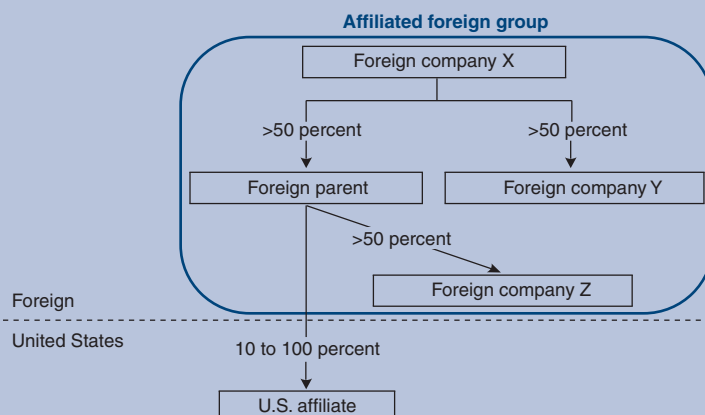 Affiliated foreign group
Foreign company X
>50 percent
>50 percent
Foreign parent
Foreign company Y
>50 percent
Foreign company Z
Foreign
United States
10 to 100 percent
U.S. affiliate